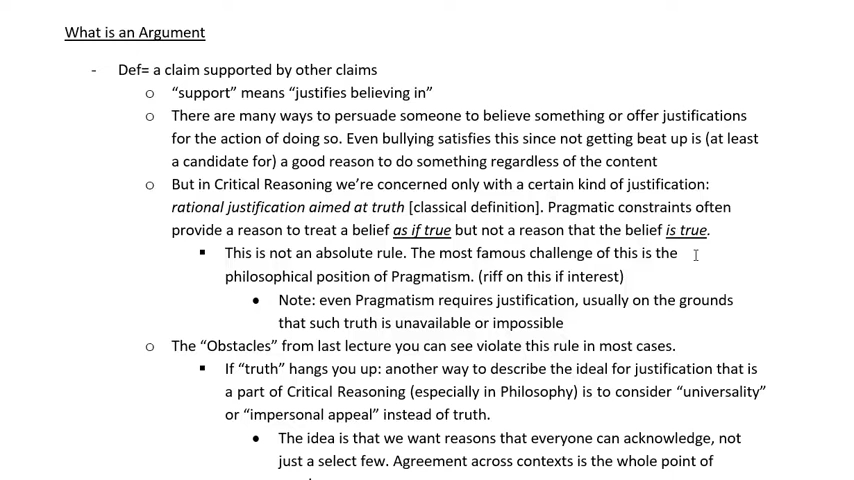 What is an Argument
- Def= a claim supported by other claims
o “support” means “justifies believing in”
o There are many ways to persuade someone to believe something or offer justifications
for the action of doing so. Even bullying satisfies this since not getting beat up is (at least
a candidate for) a good reason to do something regardless of the content
o But in Critical Reasoning we’re concerned only with a certain kind of justification:
rational justification aimed at truth [classical definition]. Pragmatic constraints often
provide a reason to treat a belief as if true but not a reason that the belief is true.
▪ This is not an absolute rule. The most famous challenge of this is the
philosophical position of Pragmatism. (riff on this if interest)
• Note: even Pragmatism requires justification, usually on the grounds
that such truth is unavailable or impossible
o The “Obstacles” from last lecture you can see violate this rule in most cases.
▪ If “truth” hangs you up: another way to describe the ideal for justification that is
a part of Critical Reasoning (especially in Philosophy) is to consider “universality”
or “impersonal appeal” instead of truth.
• The idea is that we want reasons that everyone can acknowledge, not
just a select few. Agreement across contexts is the whole point of